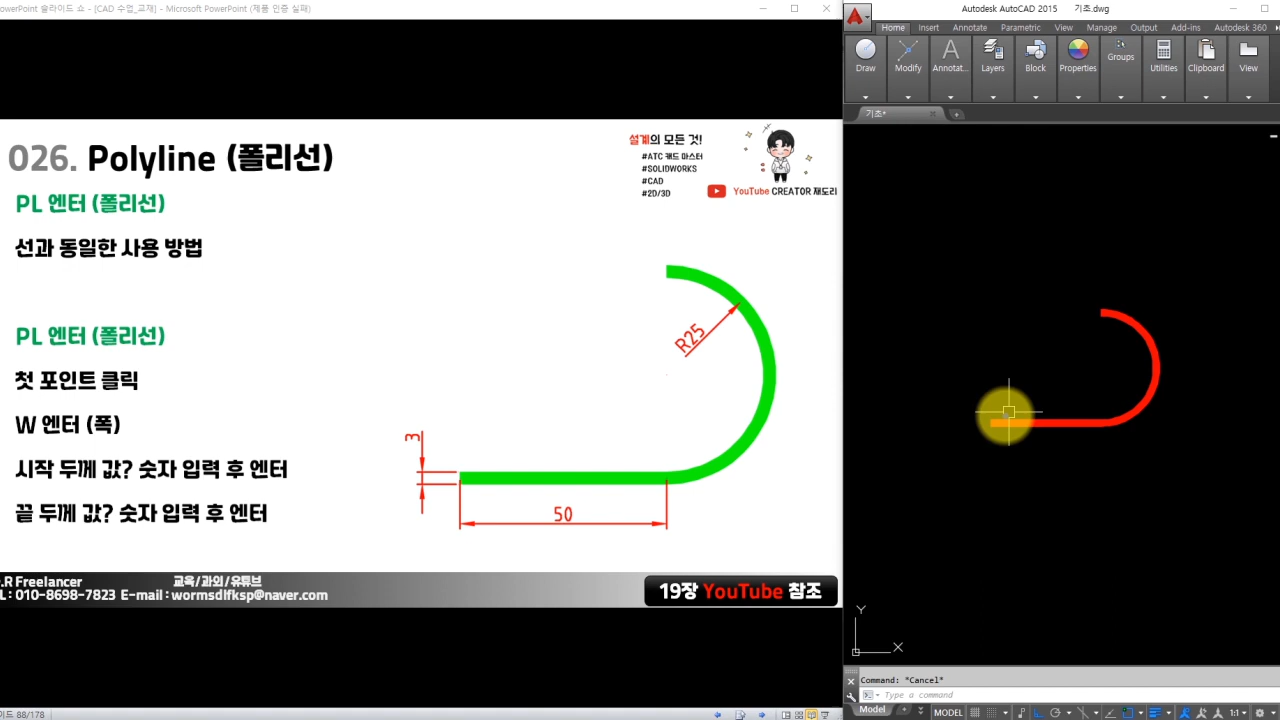 owerPoint 슬라이드 쇼 - [CAD 수업_교재] - Microsoft PowerPoint (제품 인증 실패)
026. Polyline (폴리선)
PL 엔터 (폴리선)
선과 동일한 사용 방법
PL 엔터 (폴리선)
첫 포인트 클릭
W 엔터 (폭)
시작 두께 값? 숫자 입력 후 엔터
끝 두께 값? 숫자 입력 후 엔터
설계의 모든 것!
#ATC 캐드 마스터
#SOLIDWORKS
#CAD
#2D/3D
YouTube CREATOR 재도리
R25
3
50
.R Freelancer 교육/과외/유튜브
L : 010-8698-7823 E-mail : wormsdlfksp@naver.com
19장 YouTube 참조
이드 88/178
Autodesk AutoCAD 2015 기초.dwg
Home Insert Annotate Parametric View Manage Output Add-ins Autodesk 360
Draw Modify Annotat... Layers Block Properties Groups Utilities Clipboard View
기초*
Y
X
Command: *Cancel*
Type a command
Model
MODEL
1:1